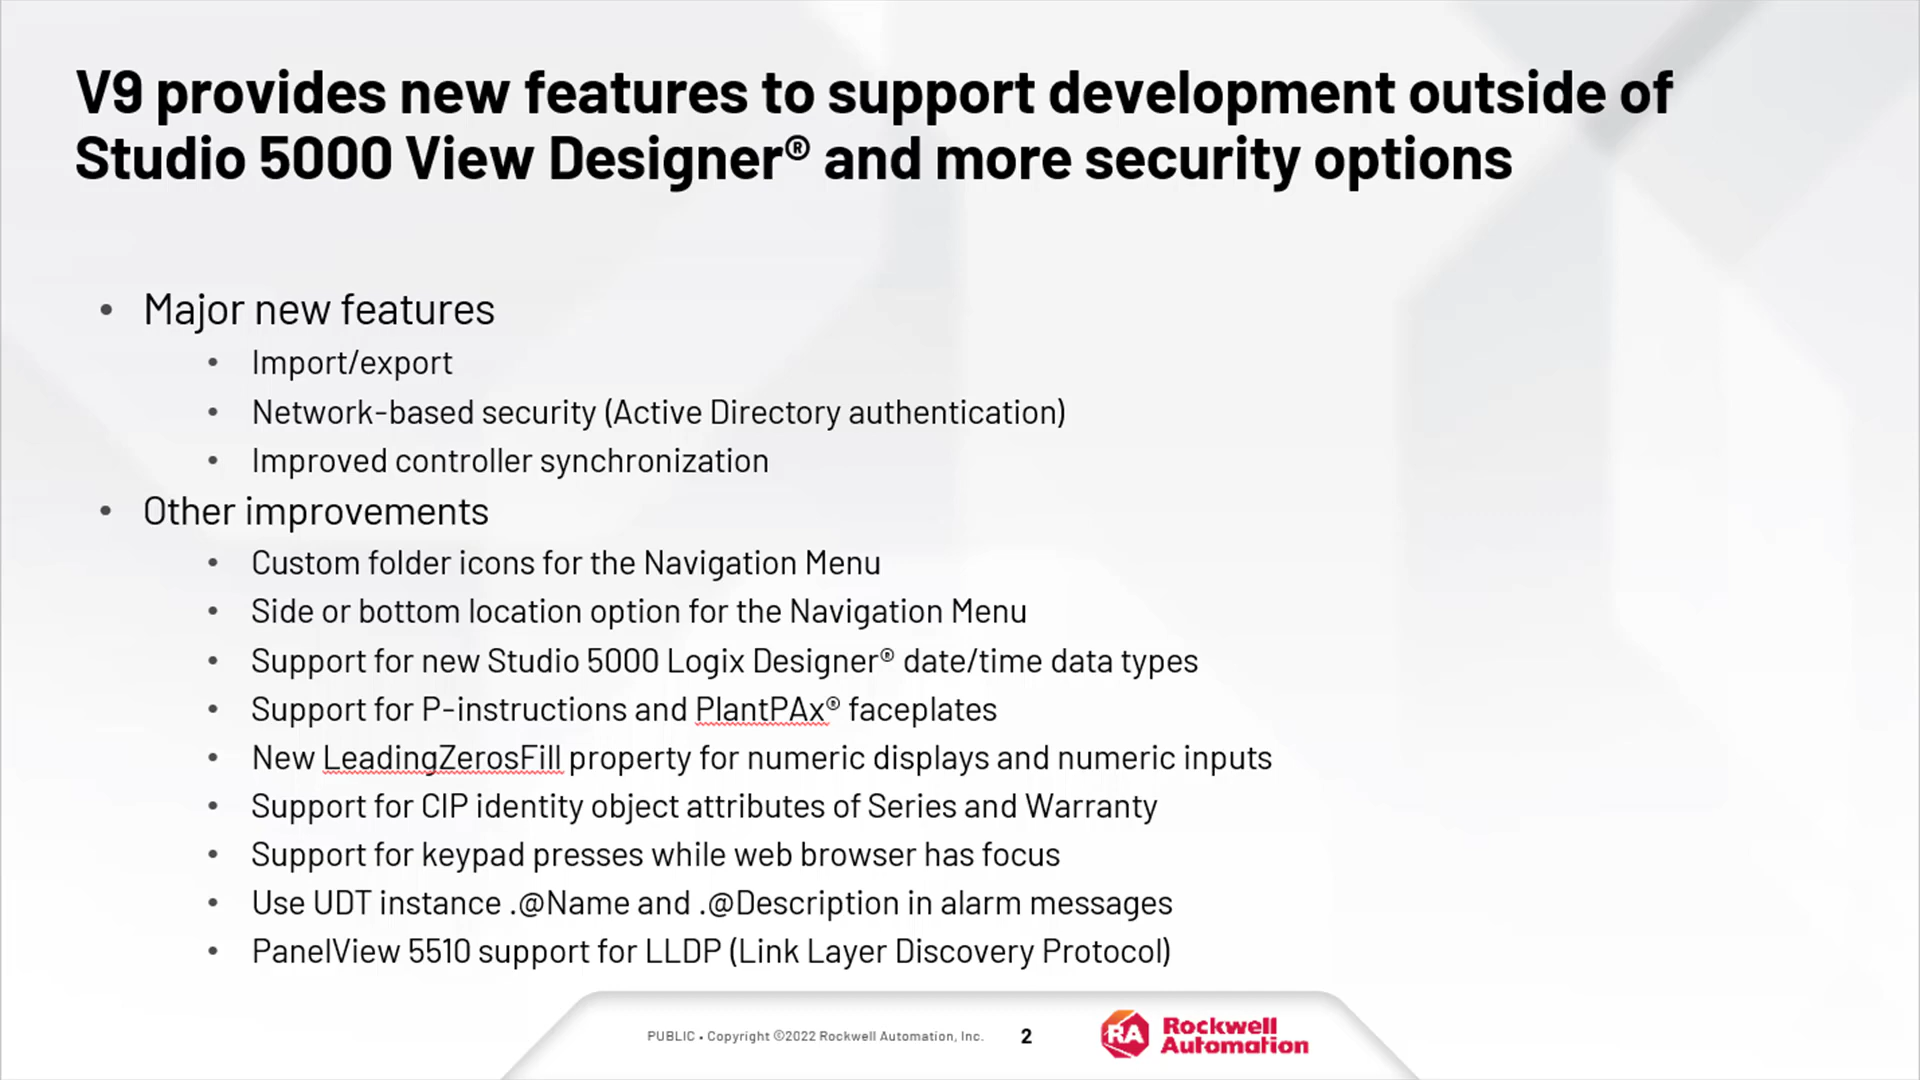 V9 provides new features to support development outside of
Studio 5000 View Designer® and more security options
• Major new features
• Import/export
• Network-based security (Active Directory authentication)
• Improved controller synchronization
• Other improvements
• Custom folder icons for the Navigation Menu
• Side or bottom location option for the Navigation Menu
• Support for new Studio 5000 Logix Designer® date/time data types
• Support for P-instructions and PlantPAx® faceplates
• New LeadingZerosFill property for numeric displays and numeric inputs
• Support for CIP identity object attributes of Series and Warranty
• Support for keypad presses while web browser has focus
• Use UDT instance .@Name and .@Description in alarm messages
• PanelView 5510 support for LLDP (Link Layer Discovery Protocol)
PUBLIC • Copyright ©2022 Rockwell Automation, Inc. 2
RA Rockwell
Automation